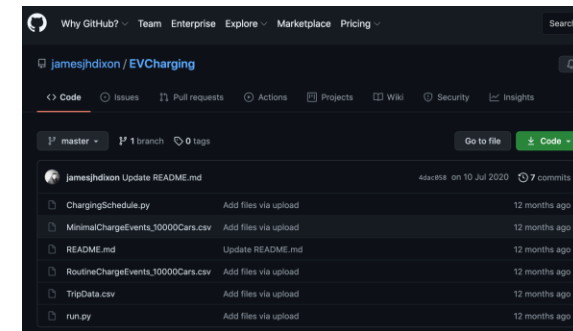 Why GitHub? Team Enterprise Explore Marketplace Pricing Search
jamesjhdixon / EVCharging
Code Issues Pull requests Actions Projects Wiki Security Insights
master 1 branch 0 tags Go to file Code
jamesjhdixon Update README.md 4dac058 on 10 Jul 2020 7 commits
ChargingSchedule.py Add files via upload 12 months ago
MinimalChargeEvents_10000Cars.csv Add files via upload 12 months ago
README.md Update README.md 12 months ago
RoutineChargeEvents_10000Cars.csv Add files via upload 12 months ago
TripData.csv Add files via upload 12 months ago
run.py Add files via upload 12 months ago